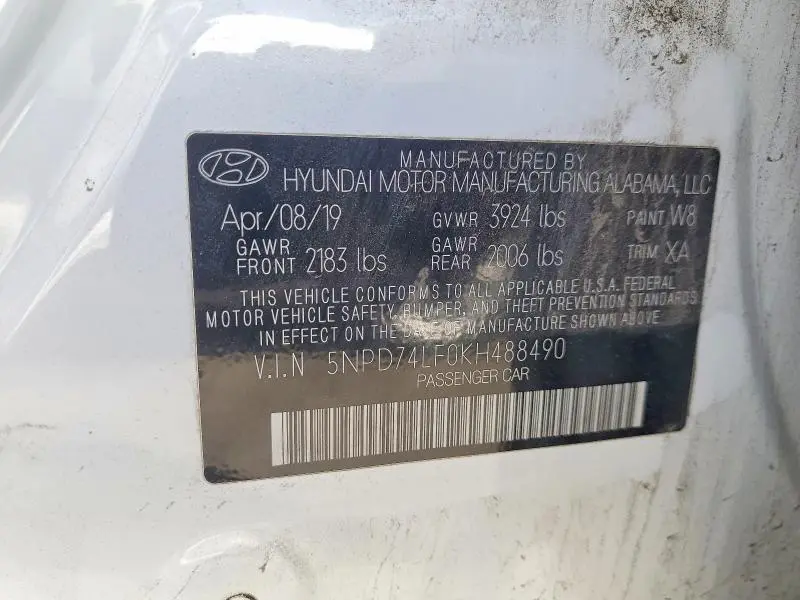 MANUFACTURED BY
HYUNDAI MOTOR MANUFACTURING ALABAMA, LLC
Apr/08/19 GVWR 3924 lbs PAINT W8
GAWR FRONT 2183 lbs GAWR REAR 2006 lbs TRIM XA
THIS VEHICLE CONFORMS TO ALL APPLICABLE U.S.A. FEDERAL
MOTOR VEHICLE SAFETY, BUMPER, AND THEFT PREVENTION STANDARDS
IN EFFECT ON THE DATE OF MANUFACTURE SHOWN ABOVE.
V.I.N 5NPD74LF0KH488490
PASSENGER CAR